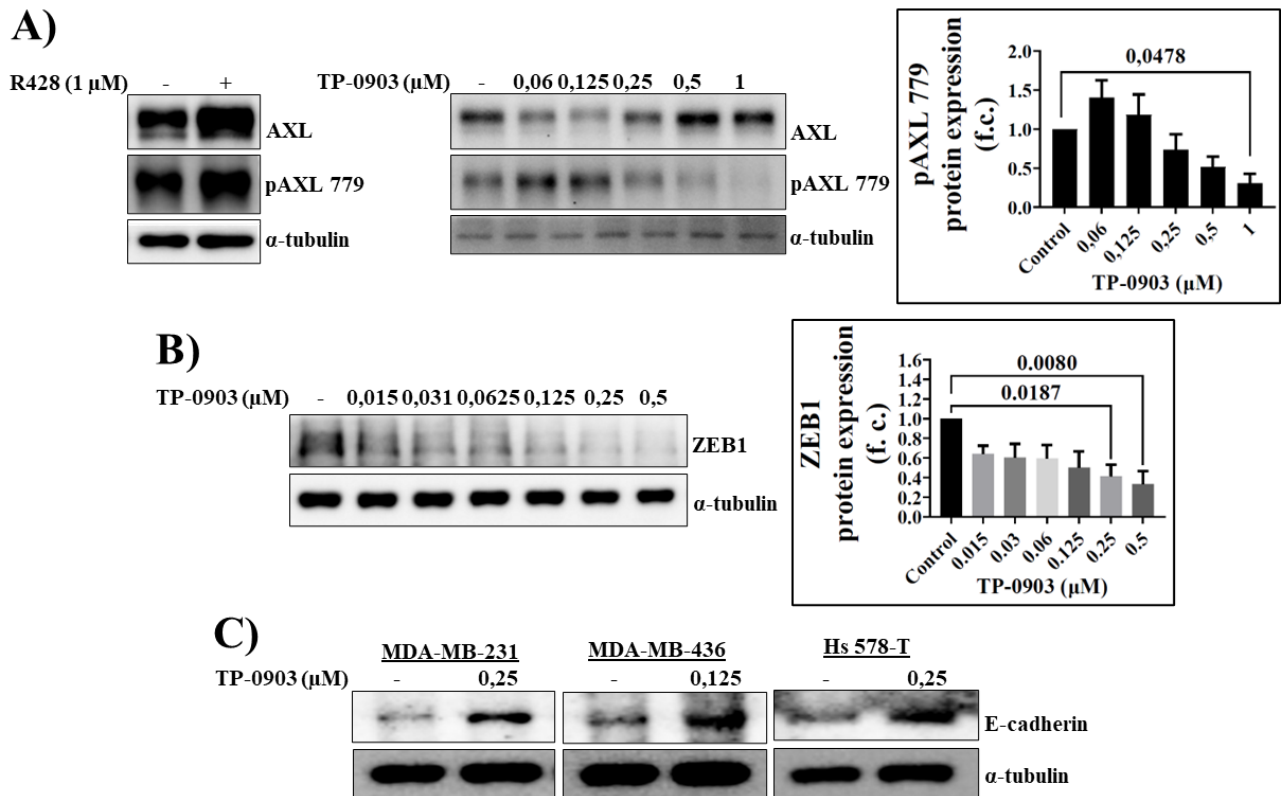 A)
R428 (1 μM) - +
AXL
pAXL 779
α-tubulin
TP-0903 (μM) - 0,06 0,125 0,25 0,5 1
AXL
pAXL 779
α-tubulin
pAXL 779
protein expression
(f.c.)
2.0
1.5
1.0
0.5
0.0
0,0478
Control 0,06 0,125 0,25 0,5 1
TP-0903 (μM)
B)
TP-0903 (μM) - 0,015 0,031 0,0625 0,125 0,25 0,5
ZEB1
α-tubulin
ZEB1
protein expression
(f. c.)
1.6
1.4
1.2
1.0
0.8
0.6
0.4
0.2
0.0
0.0080
0.0187
Control 0.015 0.03 0.06 0.125 0.25 0.5
TP-0903 (μM)
C)
MDA-MB-231 MDA-MB-436 Hs 578-T
TP-0903 (μM) - 0,25 - 0,125 - 0,25
E-cadherin
α-tubulin